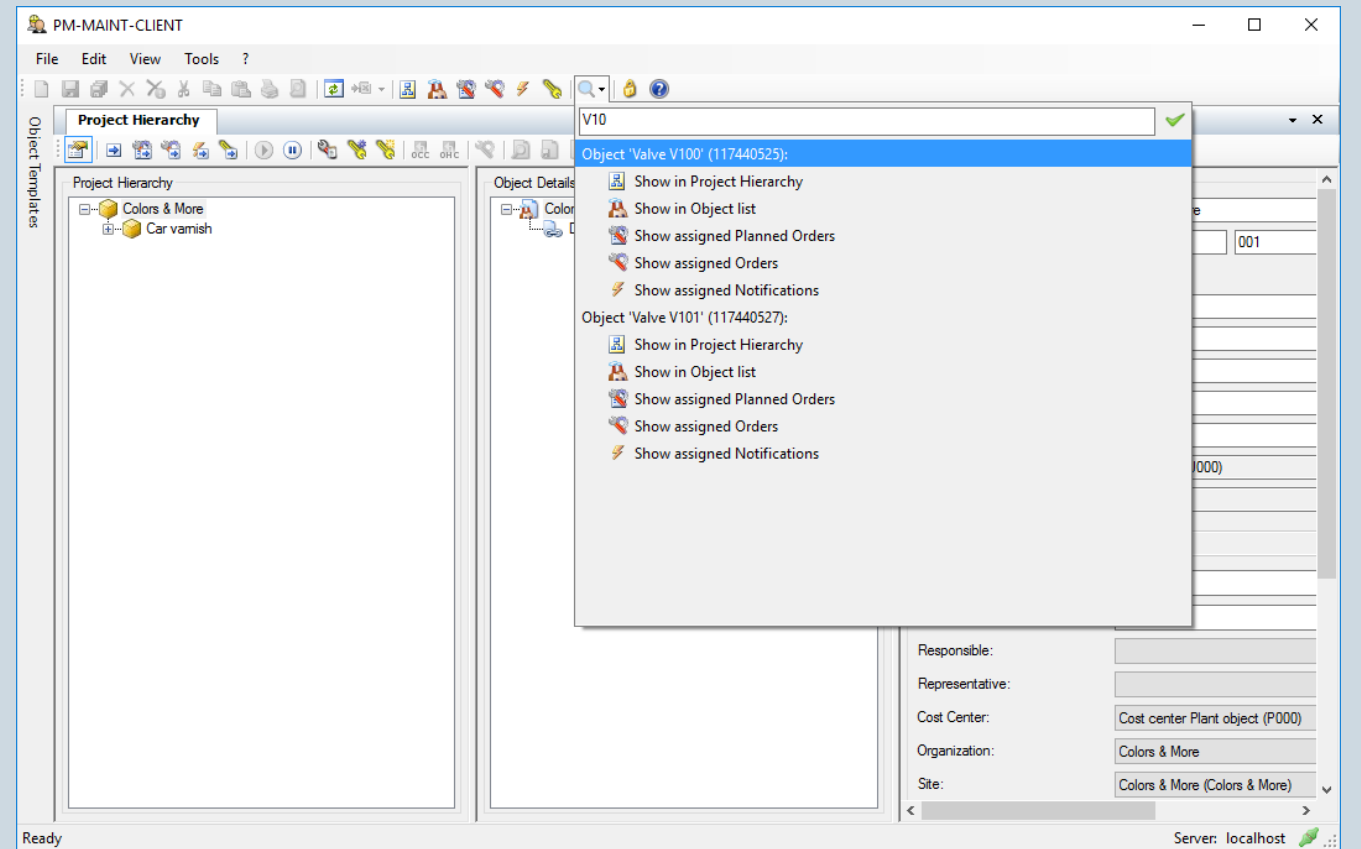 PM-MAINT-CLIENT
File Edit View Tools ?
Object Templates
Project Hierarchy
V10
Object 'Valve V100' (117440525):
Show in Project Hierarchy
Show in Object list
Show assigned Planned Orders
Show assigned Orders
Show assigned Notifications
Object 'Valve V101' (117440527):
Show in Project Hierarchy
Show in Object list
Show assigned Planned Orders
Show assigned Orders
Show assigned Notifications
OCC OHC
Project Hierarchy
Colors & More
Car varnish
Object Details
Color
D
e
001
000)
Responsible:
Representative:
Cost Center: Cost center Plant object (P000)
Organization: Colors & More
Site: Colors & More (Colors & More)
Ready
Server: localhost